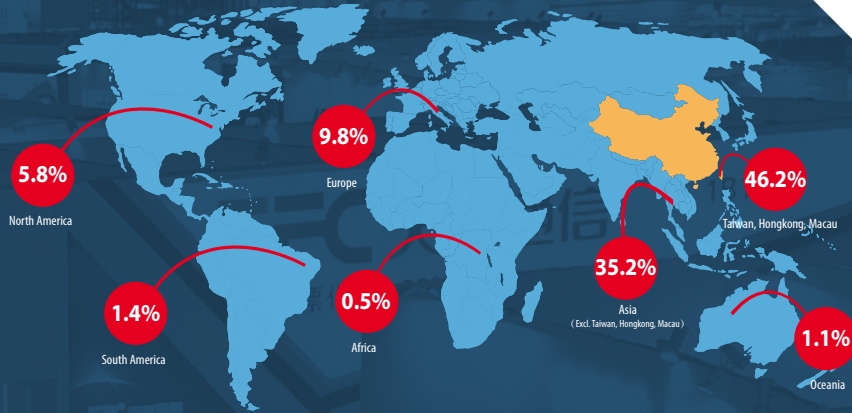 5.8%
North America
9.8%
Europe
46.2%
Taiwan, Hongkong, Macau
35.2%
Asia
( Excl. Taiwan, Hongkong, Macau )
1.4%
South America
0.5%
Africa
1.1%
Oceania